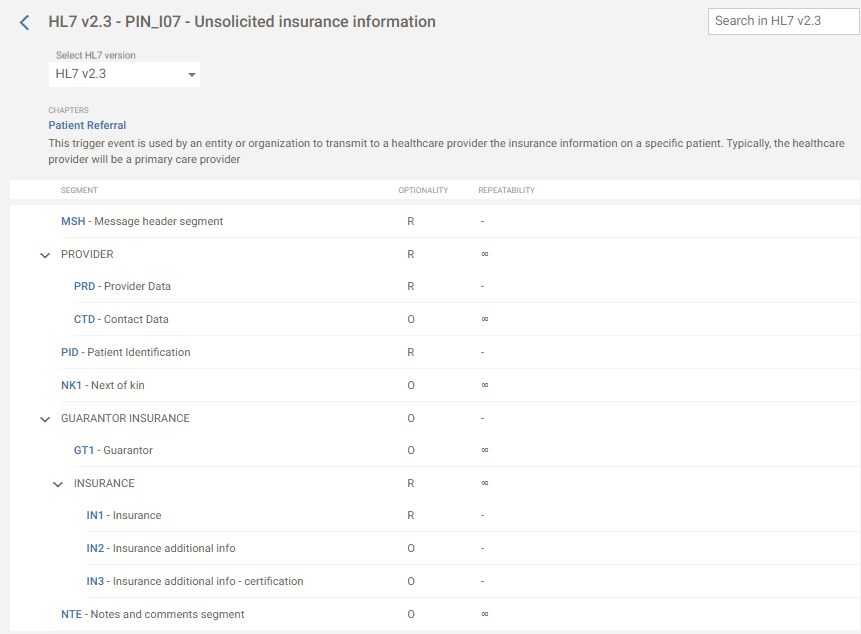 HL7 v2.3 - PIN_I07 - Unsolicited insurance information
Search in HL7 v2.3
Select HL7 version
HL7 v2.3
CHAPTERS
Patient Referral
This trigger event is used by an entity or organization to transmit to a healthcare provider the insurance information on a specific patient. Typically, the healthcare
provider will be a primary care provider
SEGMENT OPTIONALITY REPEATABILITY
MSH - Message header segment R -
PROVIDER R ∞
PRD - Provider Data R -
CTD - Contact Data O ∞
PID - Patient Identification R -
NK1 - Next of kin O ∞
GUARANTOR INSURANCE O -
GT1 - Guarantor O ∞
INSURANCE R ∞
IN1 - Insurance R -
IN2 - Insurance additional info O -
IN3 - Insurance additional info - certification O -
NTE - Notes and comments segment O ∞